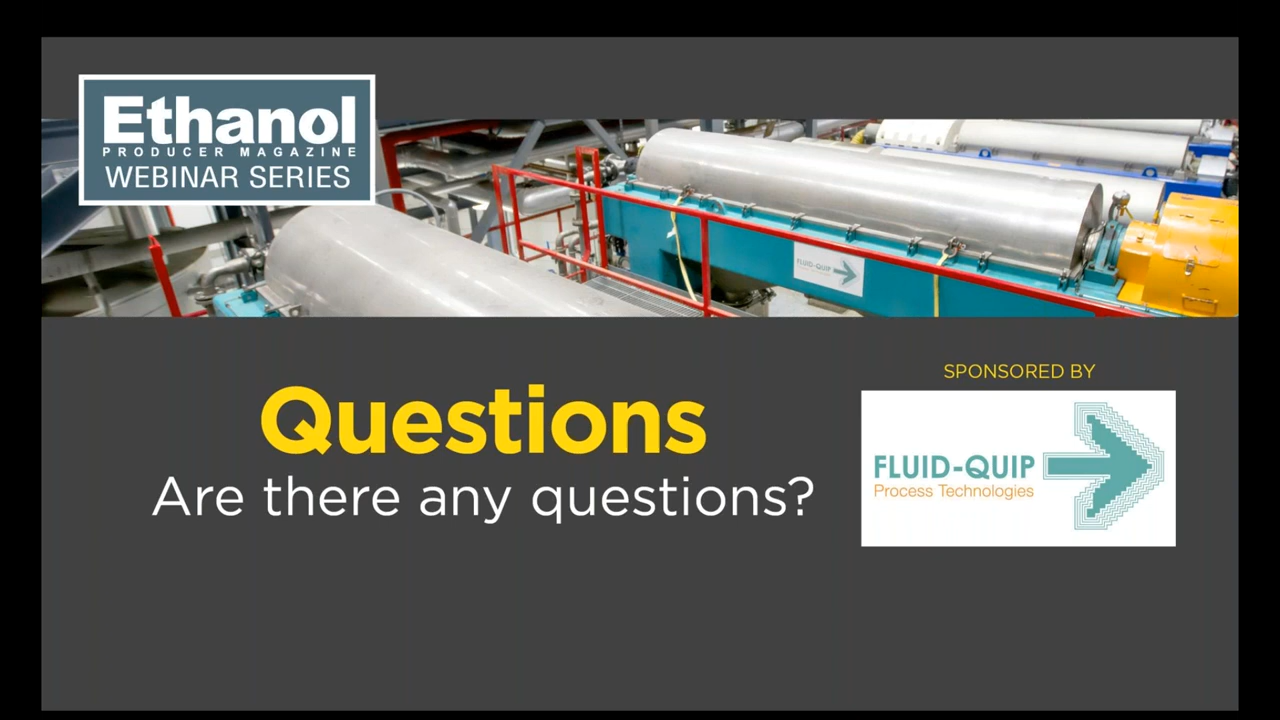 Ethanol
PRODUCER MAGAZINE
WEBINAR SERIES
FLUID-QUIP
Questions
Are there any questions?
SPONSORED BY
FLUID-QUIP
Process Technologies